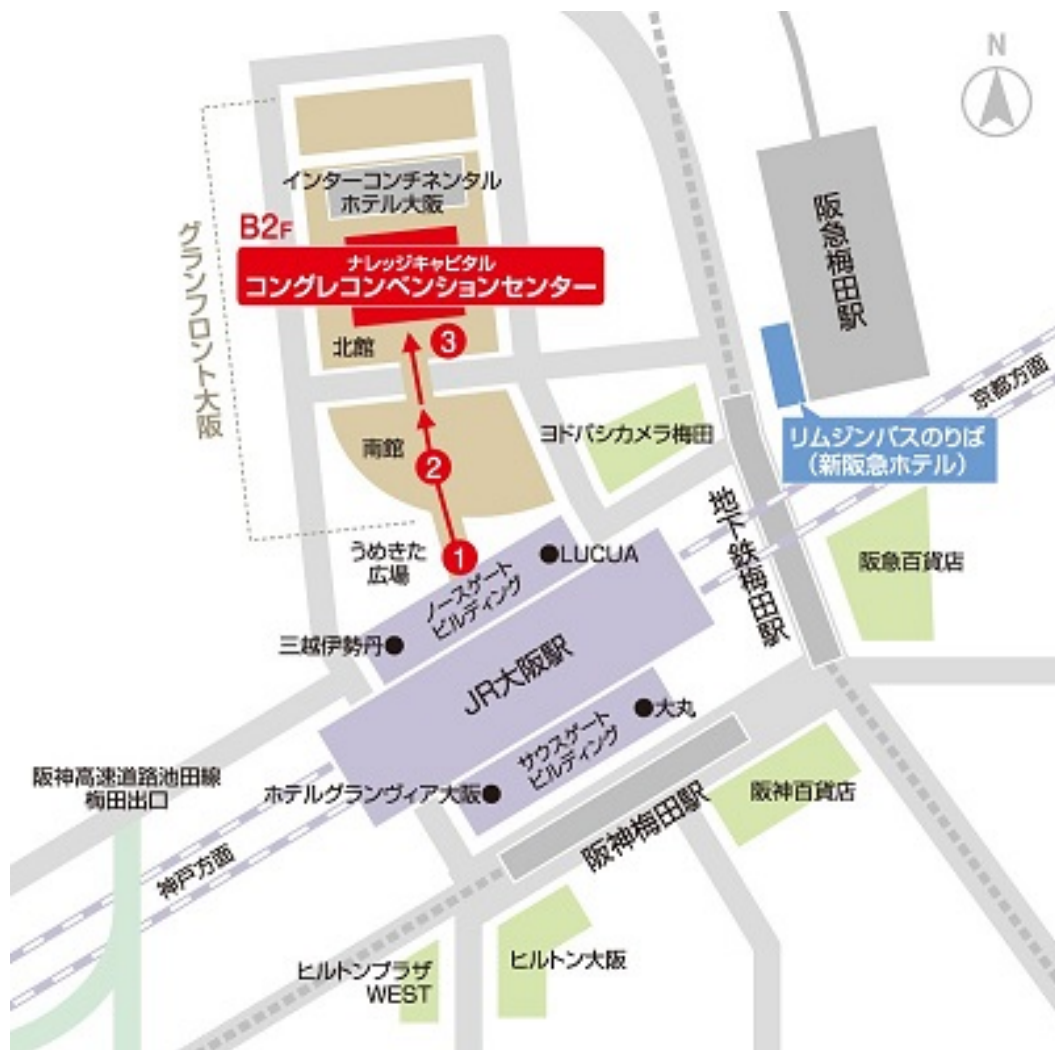 N
インターコンチネンタル
ホテル大阪
B2F
ナレッジキャピタル
コングレコンベンションセンター
グランフロント大阪
北館
3
阪急梅田駅
京都方面
リムジンバスのりば
(新阪急ホテル)
ヨドバシカメラ梅田
南館
2
1
うめきた
広場
LUCUA
ノースゲート
ビルディング
地下鉄梅田駅
阪急百貨店
三越伊勢丹
JR大阪駅
大丸
サウスゲート
ビルディング
阪神高速道路池田線
梅田出口
ホテルグランヴィア大阪
阪神百貨店
阪神梅田駅
神戸方面
ヒルトンプラザ
WEST
ヒルトン大阪